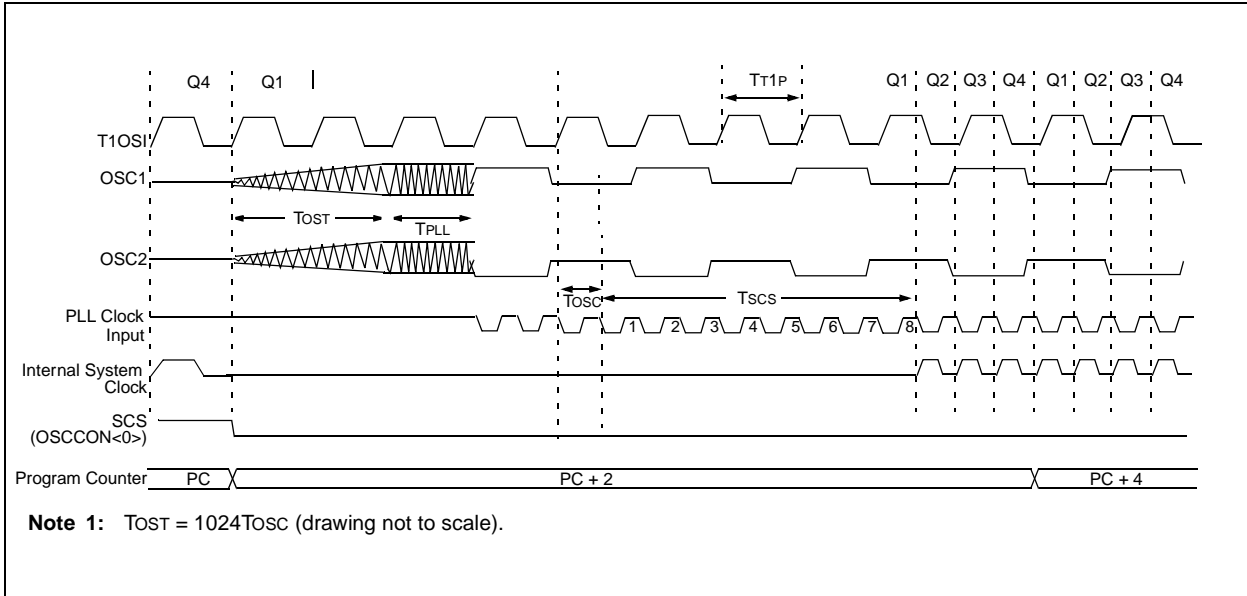 Q4 Q1 TT1P Q1 Q2 Q3 Q4 Q1 Q2 Q3 Q4
T1OSI
OSC1
TOST TPLL
OSC2
TOSC TSCS
PLL Clock
Input
1 2 3 4 5 6 7 8
Internal System
Clock
SCS
(OSCCON<0>)
Program Counter PC PC + 2 PC + 4
Note 1: TOST = 1024TOSC (drawing not to scale).